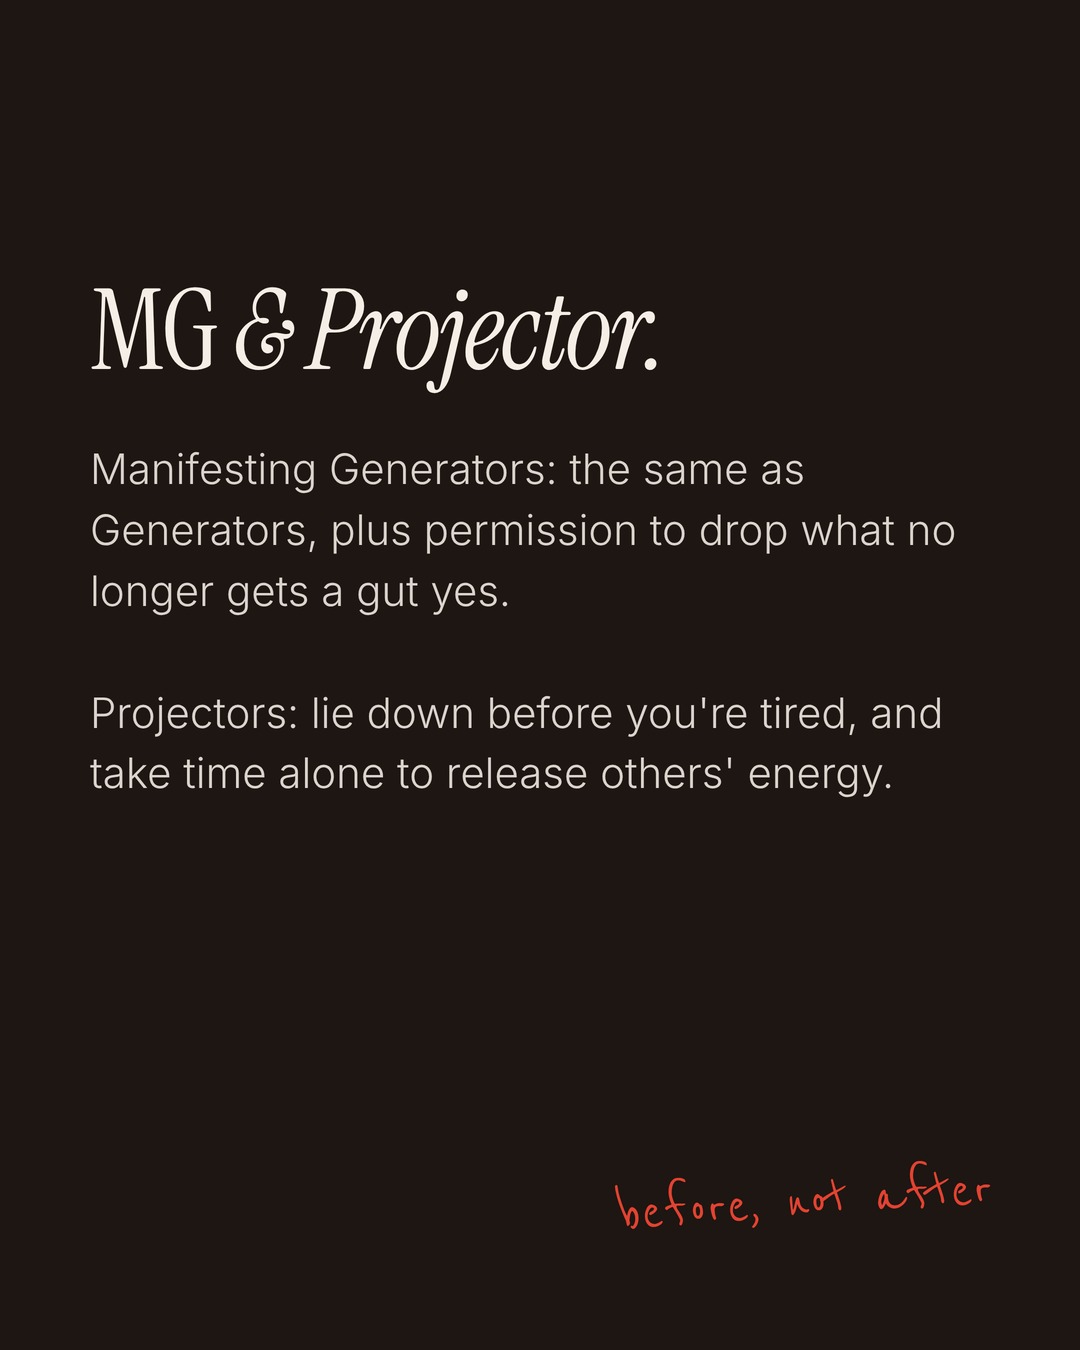 MG & Projector.
Manifesting Generators: the same as
Generators, plus permission to drop what no
longer gets a gut yes.
Projectors: lie down before you're tired, and
take time alone to release others' energy.
before, not after